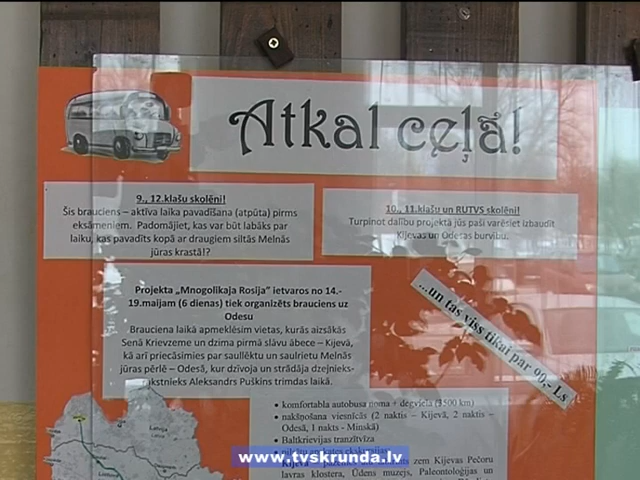 Atkal ceļā!
9., 12.klašu skolēni!
Šis brauciens – aktīva laika pavadīšana (atpūta) pirms
eksāmeniem. Padomājiet, kas var būt labāks par
laiku, kas pavadīts kopā ar draugiem siltās Melnās
jūras krastā!?
10., 11.klašu un RUTVS skolēni!
Turpinot dalību projektā jūs paši varēsiet izbaudīt
Kijevas un Odesas burvību.
Projekta „Mnogoļikaja Rosija" ietvaros no 14.-
19.maijam (6 dienas) tiek organizēts brauciens uz
Odesu
Brauciena laikā apmeklēsim vietas, kurās aizsākās
Senā Krievzeme un dzima pirmā slāvu ābece – Kijevā,
kā arī priecāsimies par saullēktu un saulrietu Melnās
jūras pērlē – Odesā, kur dzīvoja un strādāja dzejnieks-
Aleksandrs Puškins trimdas laikā.
...un tas viss tikai par 90,- Ls
komfortabla autobusa noma + degviela (3500 km)
nakšņošana viesnīcās (2 naktis – Kijevā, 2 naktis –
Odesā, 1 nakts - Minskā)
Baltkrievijas tranzītvīza
Kijevas Pečoru
lavras klostera, Ūdens muzejs, Paleontoloģijas un
Latvija
www.tvskrunda.lv